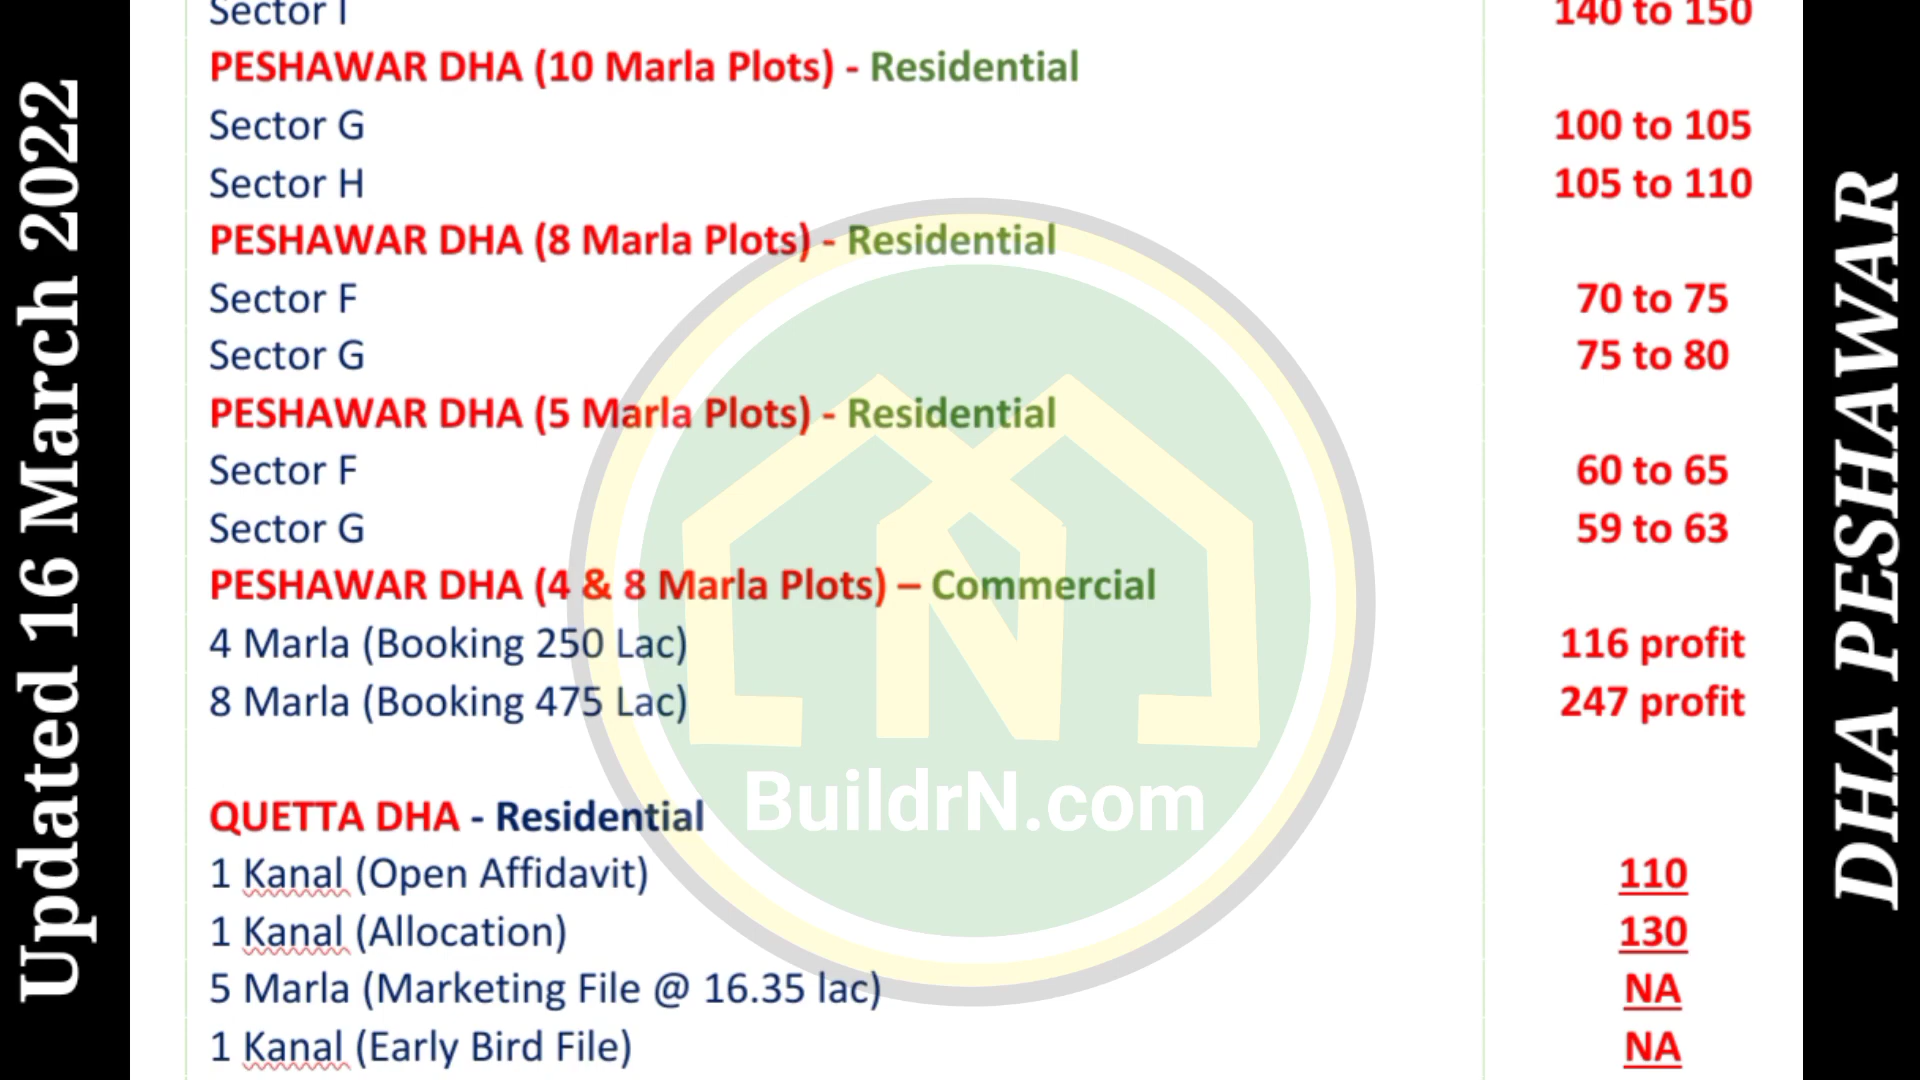 Updated 16 March 2022
Sector I 140 to 150
PESHAWAR DHA (10 Marla Plots) - Residential
Sector G 100 to 105
Sector H 105 to 110
PESHAWAR DHA (8 Marla Plots) - Residential
Sector F 70 to 75
Sector G 75 to 80
PESHAWAR DHA (5 Marla Plots) - Residential
Sector F 60 to 65
Sector G 59 to 63
PESHAWAR DHA (4 & 8 Marla Plots) – Commercial
4 Marla (Booking 250 Lac) 116 profit
8 Marla (Booking 475 Lac) 247 profit
BuildrN.com
QUETTA DHA - Residential
1 Kanal (Open Affidavit) 110
1 Kanal (Allocation) 130
5 Marla (Marketing File @ 16.35 lac) NA
1 Kanal (Early Bird File) NA
DHA PESHAWAR